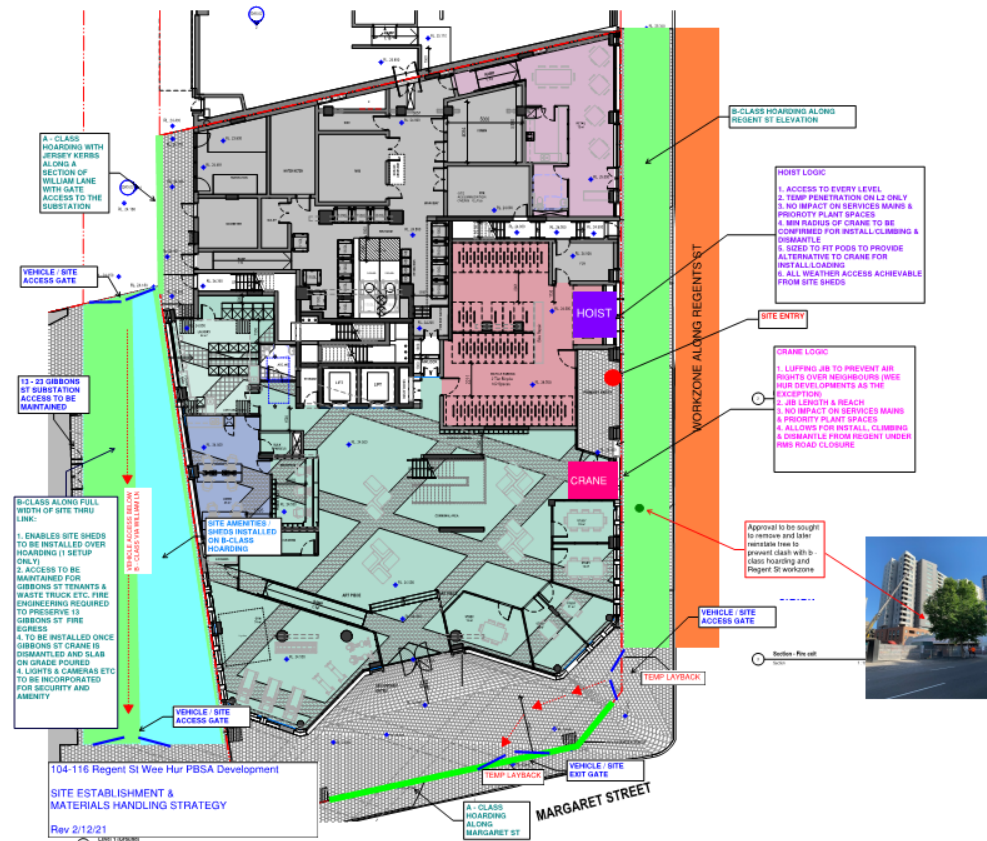 A - CLASS
HOARDING WITH
JERSEY KERBS
ALONG A
SECTION OF
WILLIAM LANE
WITH GATE
ACCESS TO THE
SUBSTATION
VEHICLE / SITE
ACCESS GATE
13 - 23 GIBBONS
ST SUBSTATION
ACCESS TO BE
MAINTAINED
B-CLASS ALONG FULL
WIDTH OF SITE THRU
LINK:
1. ENABLES SITE SHEDS
TO BE INSTALLED OVER
HOARDING (1 SETUP
ONLY)
2. ACCESS TO BE
MAINTAINED FOR
GIBBONS ST TENANTS &
WASTE TRUCK ETC. FIRE
ENGINEERING REQUIRED
TO PRESERVE 13
GIBBONS ST FIRE
EGRESS
4. TO BE INSTALLED ONCE
GIBBONS ST CRANE IS
DISMANTLED AND SLAB
ON GRADE POURED
4. LIGHTS & CAMERAS ETC
TO BE INCORPORATED
FOR SECURITY AND
AMENITY
VEHICLE ACCESS BELOW
B - CLASS VIA WILLIAM LN
SITE AMENITIES /
SHEDS INSTALLED
ON B-CLASS
HOARDING
VEHICLE / SITE
ACCESS GATE
LIFT
LIFT
HOIST
CRANE
WORKZONE ALONG REGENTS ST
B-CLASS HOARDING ALONG
REGENT ST ELEVATION
HOIST LOGIC
1. ACCESS TO EVERY LEVEL
2. TEMP PENETRATION ON L2 ONLY
3. NO IMPACT ON SERVICES MAINS &
PRIOROTY PLANT SPACES
4. MIN RADIUS OF CRANE TO BE
CONFIRMED FOR INSTALL/CLIMBING &
DISMANTLE
5. SIZED TO FIT PODS TO PROVIDE
ALTERNATIVE TO CRANE FOR
INSTALL/LOADING
6. ALL WEATHER ACCESS ACHIEVABLE
FROM SITE SHEDS
SITE ENTRY
CRANE LOGIC
1. LUFFING JIB TO PREVENT AIR
RIGHTS OVER NEIGHBOURS (WEE
HUR DEVELOPMENTS AS THE
EXCEPTION)
2. JIB LENGTH & REACH
3. NO IMPACT ON SERVICES MAINS
& PRIORITY PLANT SPACES
4. ALLOWS FOR INSTALL, CLIMBING
& DISMANTLE FROM REGENT UNDER
RMS ROAD CLOSURE
Approval to be sought
to remove and later
reinstate tree to
prevent clash with b -
class hoarding and
Regent St workzone
VEHICLE / SITE
ACCESS GATE
Section - Fire cell
TEMP LAYBACK
VEHICLE / SITE
EXIT GATE
TEMP LAYBACK
MARGARET STREET
A - CLASS
HOARDING
ALONG
MARGARET ST
104-116 Regent St Wee Hur PBSA Development
SITE ESTABLISHMENT &
MATERIALS HANDLING STRATEGY
Rev 2/12/21